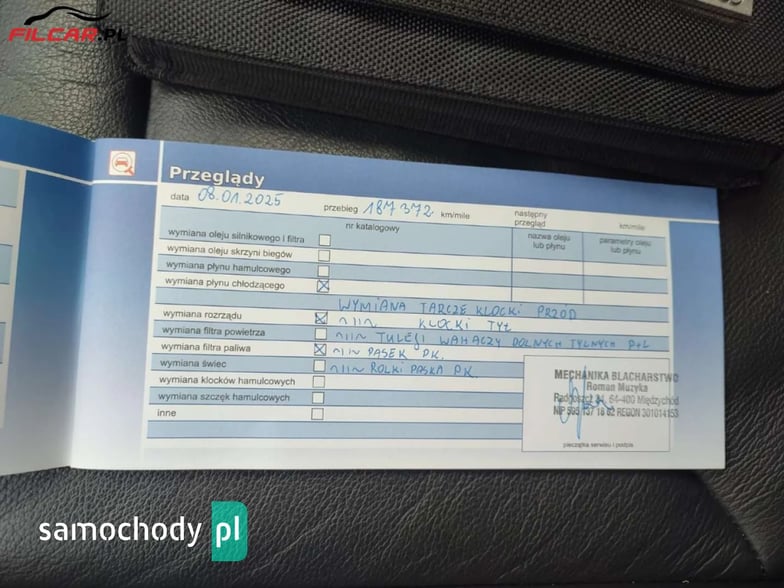 FILCAR.PL
Przeglądy
data 08.01.2025 przebieg 187372 km/mile następny przegląd km/mile
nr katalogowy nazwa oleju lub płynu parametry oleju lub płynu
wymiana oleju silnikowego i filtra
wymiana oleju skrzyni biegów
wymiana płynu hamulcowego
wymiana płynu chłodzącego
WYMIANA TARCZE KLOCKI PRZÓD
wymiana rozrządu KLOCKI TYŁ
wymiana filtra powietrza TULEJI WAHACZY DOLNYCH TYLNYCH P+L
wymiana filtra paliwa PASEK PK.
wymiana świec ROLKI PASKA PK.
wymiana klocków hamulcowych
wymiana szczęk hamulcowych
inne
MECHANIKA BLACHARSTWO
Roman Muzyka
64-400 Międzychód
REGON 301014153
pieczątka serwisu i podpis
samochody pl